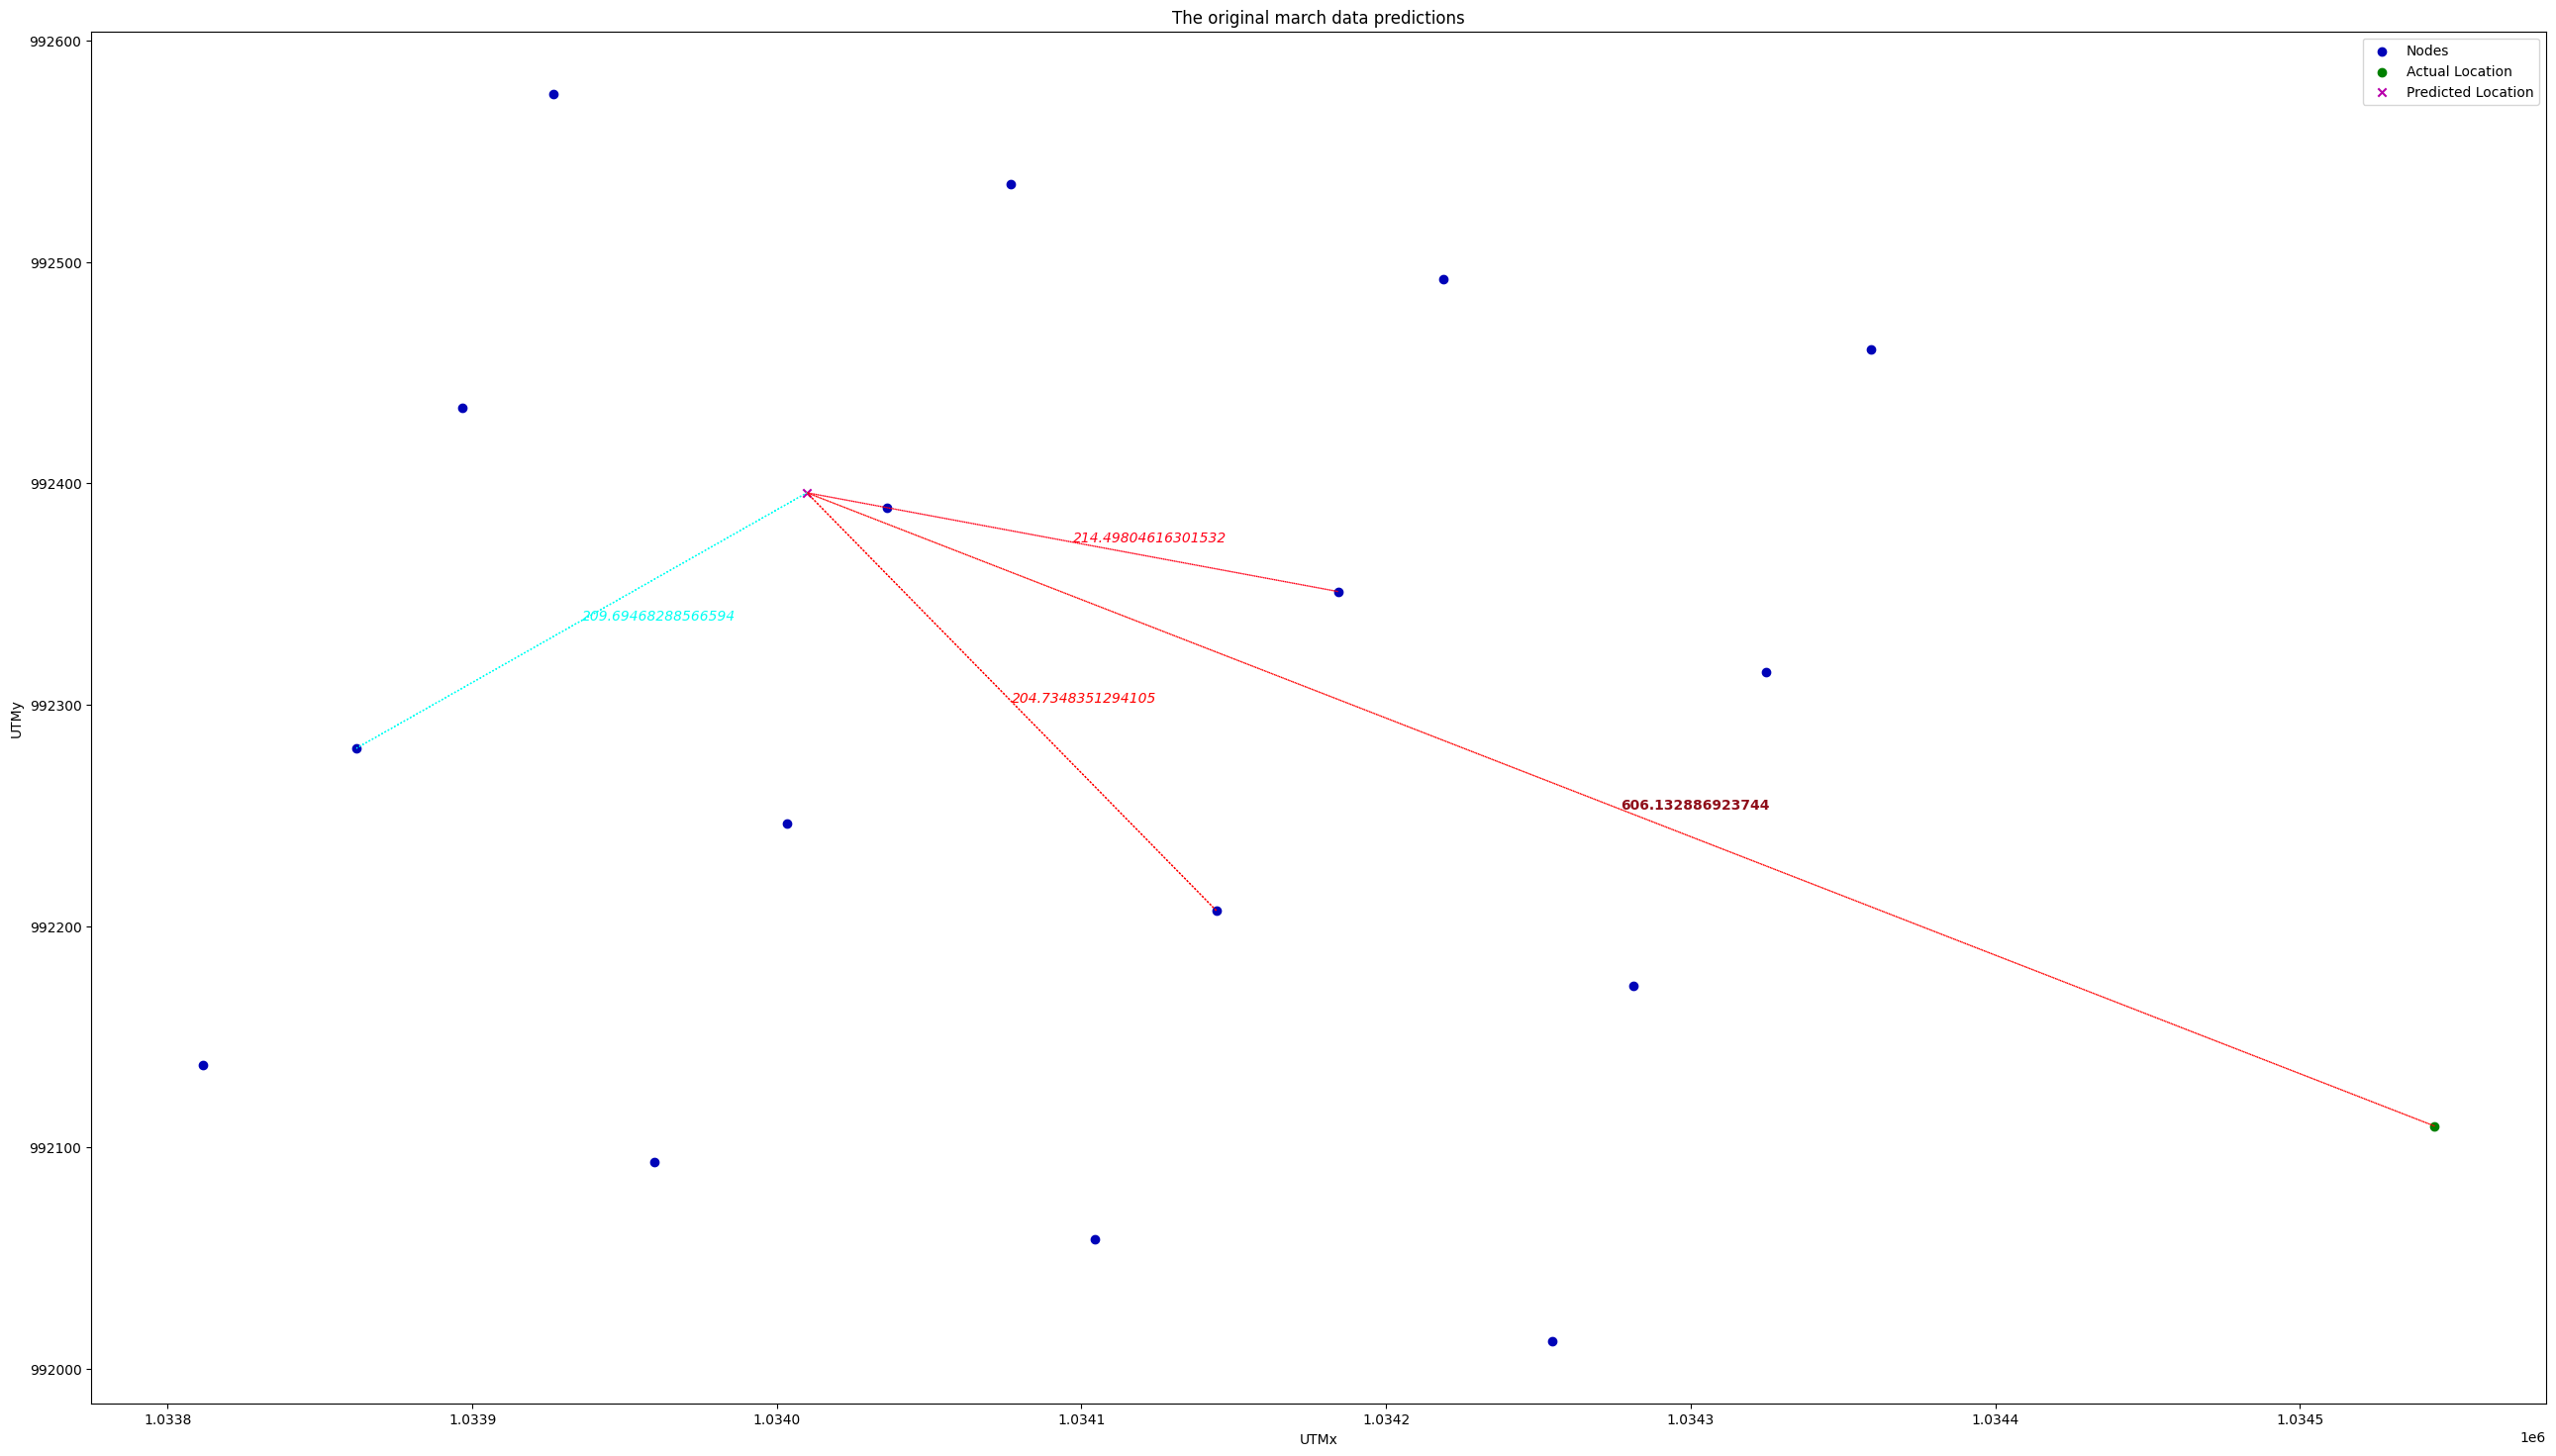 The original march data predictions
Nodes
Actual Location
Predicted Location
992600
992500
992400
992300
992200
992100
992000
UTMy
214.49804616301532
209.69468288566594
204.7348351294105
606.132886923744
1.0338
1.0339
1.0340
1.0341
1.0342
1.0343
1.0344
1.0345
1e6
UTMx